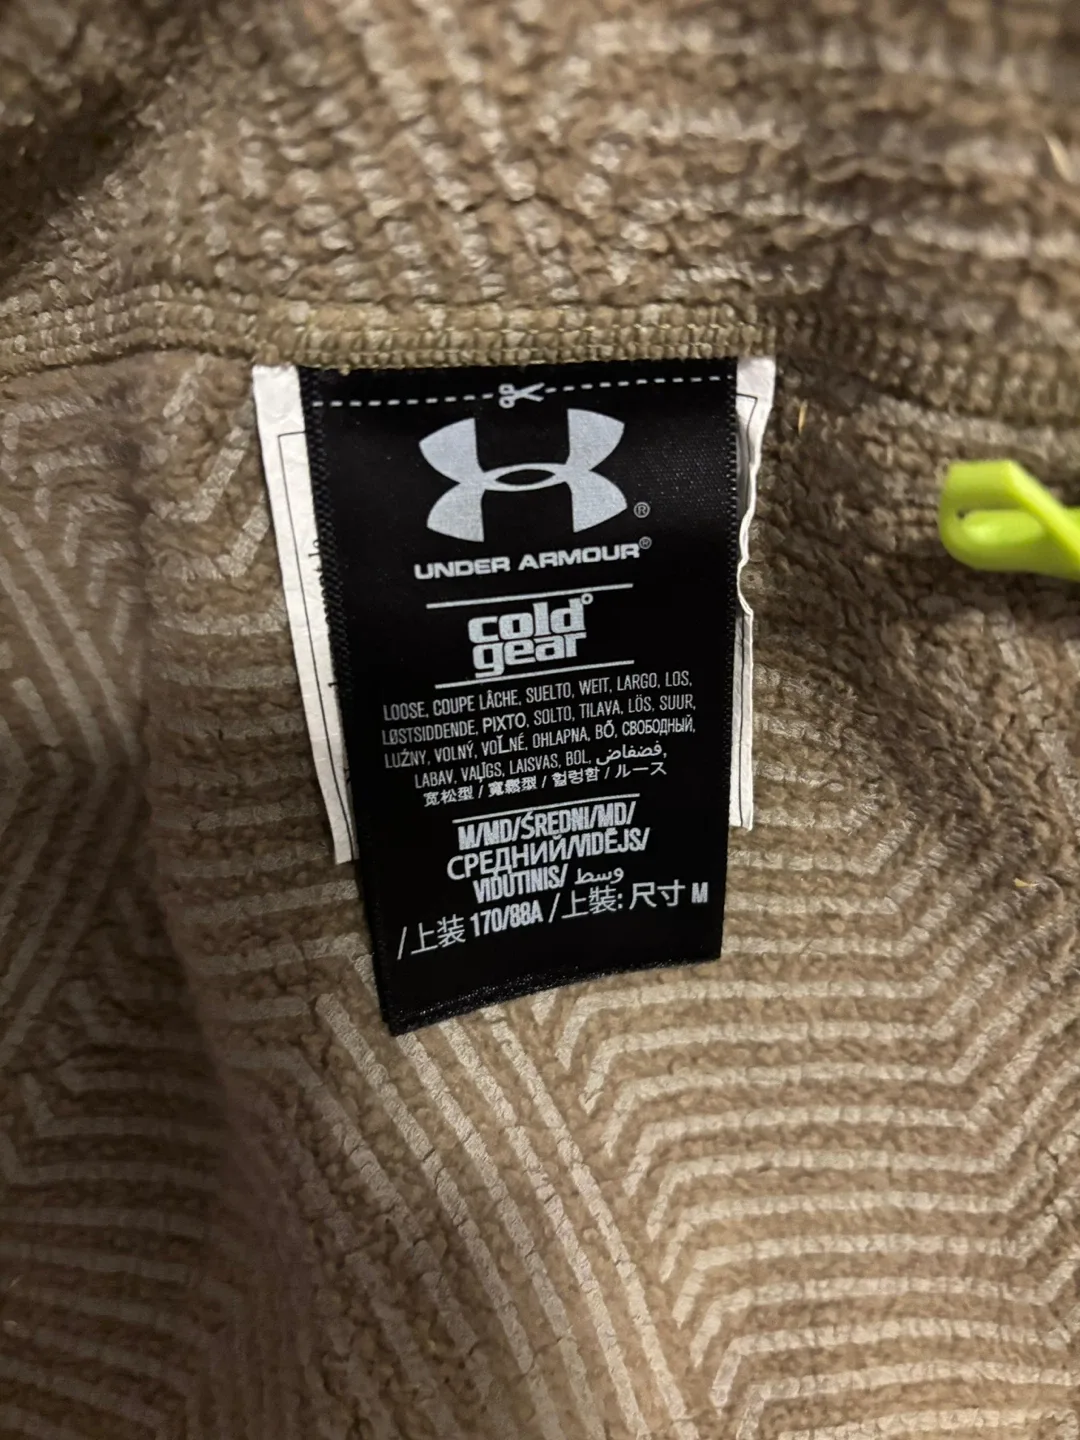 UNDER ARMOUR®
cold°
gear
LOOSE, COUPE LÂCHE, SUELTO, WEIT, LARGO, LOS,
LØSTSIDDENDE, PIXTO, SOLTO, TILAVA, LÖS, SUUR,
LUŹNY, VOLNÝ, VOĽNÉ, OHLAPNA, BŐ, СВОБОДНЫЙ,
LABAV, VAĻĪGS, LAISVAS, BOL, فضفاض,
宽松型 / 寬鬆型 / 헐렁함 / ルース
M/MD/ŚREDNI/MD/
СРЕДНИЙ/VIDĒJS/
VIDUTINIS/ وسط
/上装 170/88A /上裝: 尺寸 M